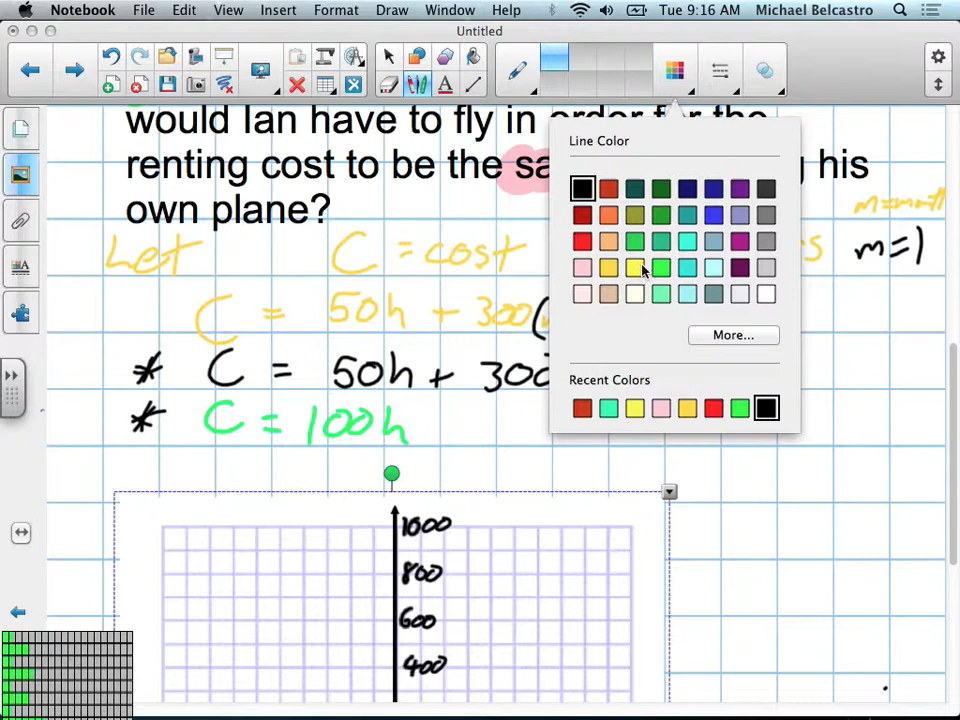 Notebook File Edit View Insert Format Draw Window Help Tue 9:16 AM Michael Belcastro
Untitled
would Ian have to fly in order for the
renting cost to be the sa his
own plane?
Line Color
More...
Recent Colors
Let C = cost
m=1
C = 50h + 300(
* C = 50h + 300
* C = 100h
1000
800
600
400